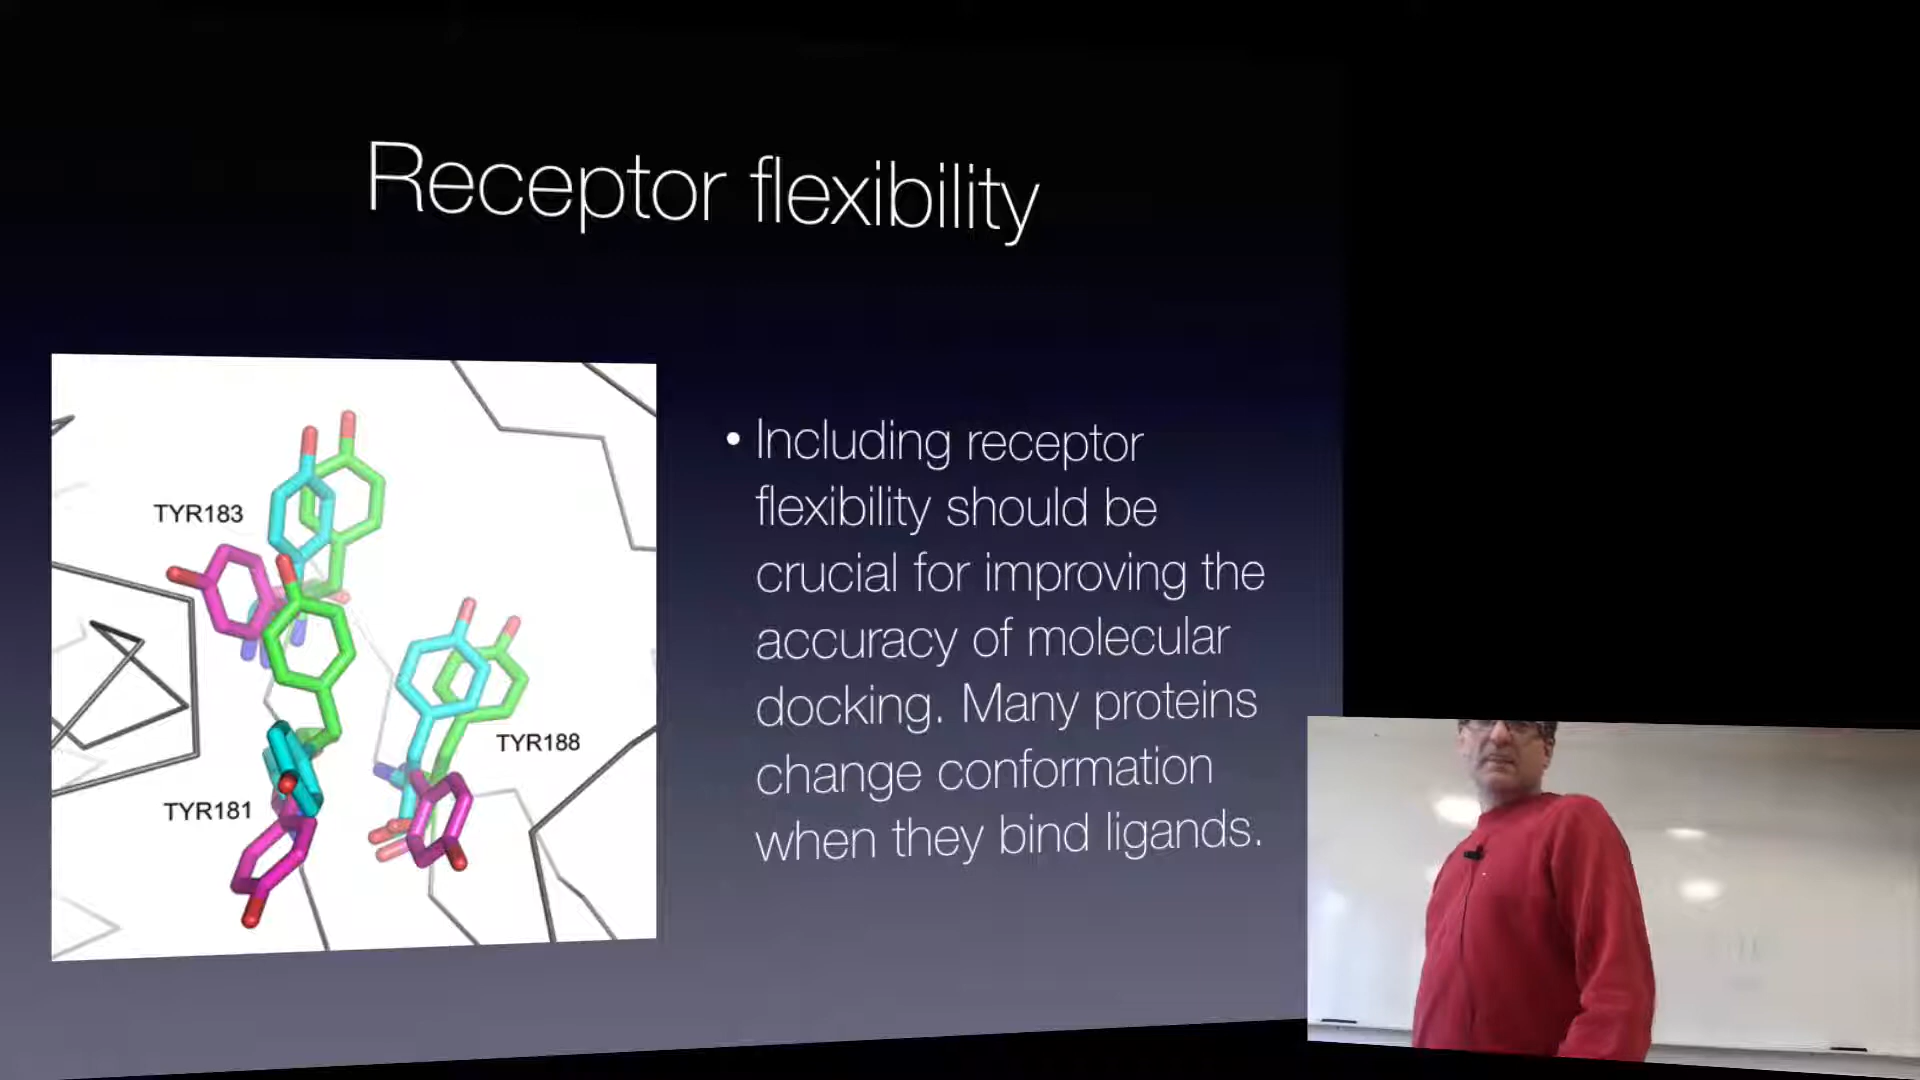 Receptor flexibility
TYR183
TYR188
TYR181
• Including receptor
flexibility should be
crucial for improving the
accuracy of molecular
docking. Many proteins
change conformation
when they bind ligands.